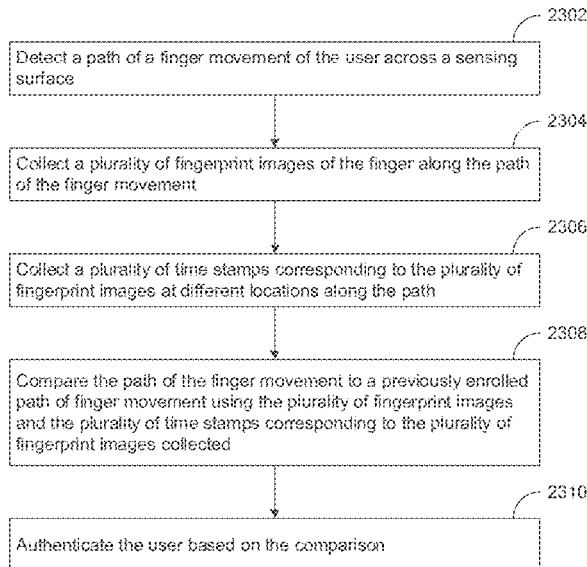 2302
Detect a path of a finger movement of the user across a sensing
surface
2304
Collect a plurality of fingerprint images of the finger along the path
of the finger movement
2306
Collect a plurality of time stamps corresponding to the plurality of
fingerprint images at different locations along the path
2308
Compare the path of the finger movement to a previously enrolled
path of finger movement using the plurality of fingerprint images
and the plurality of time stamps corresponding to the plurality of
fingerprint images collected
2310
Authenticate the user based on the comparison